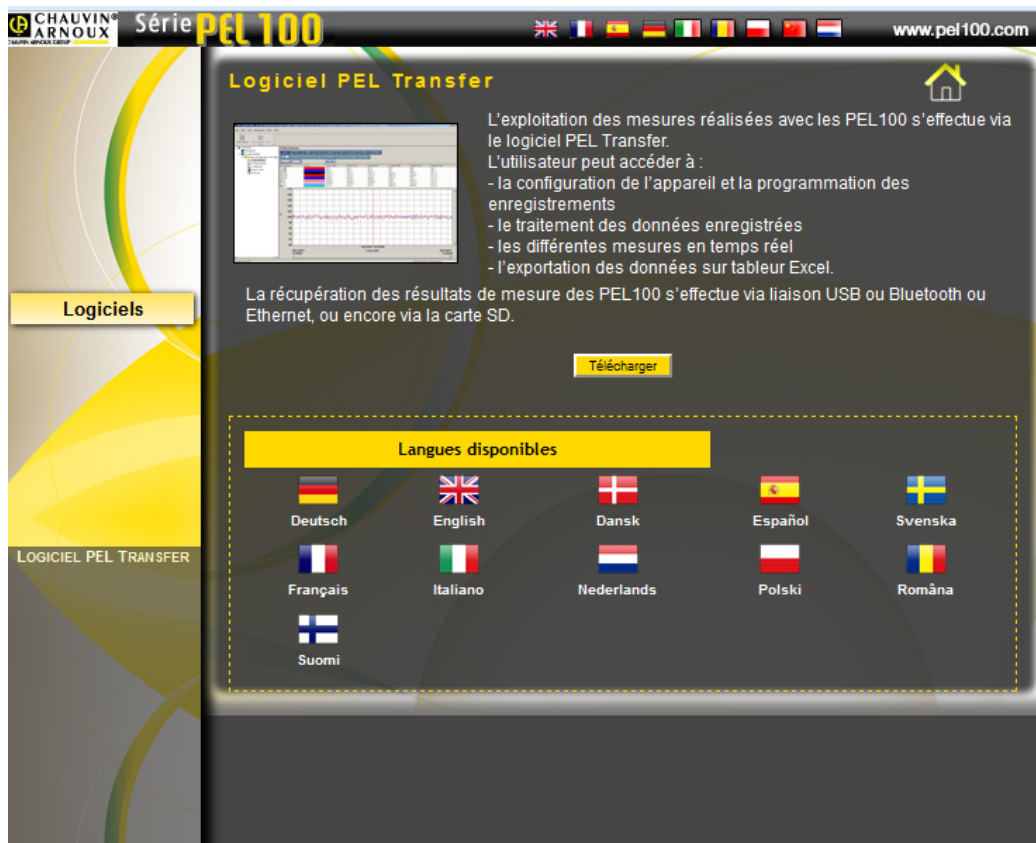 CHAUVIN®
ARNOUX
CHAUVIN ARNOUX GROUP
Série PEL 100
www.pel100.com
Logiciel PEL Transfer
L'exploitation des mesures réalisées avec les PEL100 s'effectue via
le logiciel PEL Transfer.
L'utilisateur peut accéder à :
- la configuration de l'appareil et la programmation des
enregistrements
- le traitement des données enregistrées
- les différentes mesures en temps réel
- l'exportation des données sur tableur Excel.
La récupération des résultats de mesure des PEL100 s'effectue via liaison USB ou Bluetooth ou
Ethernet, ou encore via la carte SD.
Logiciels
Télécharger
Langues disponibles
Deutsch English Dansk Español Svenska
LOGICIEL PEL TRANSFER
Français Italiano Nederlands Polski Româna
Suomi